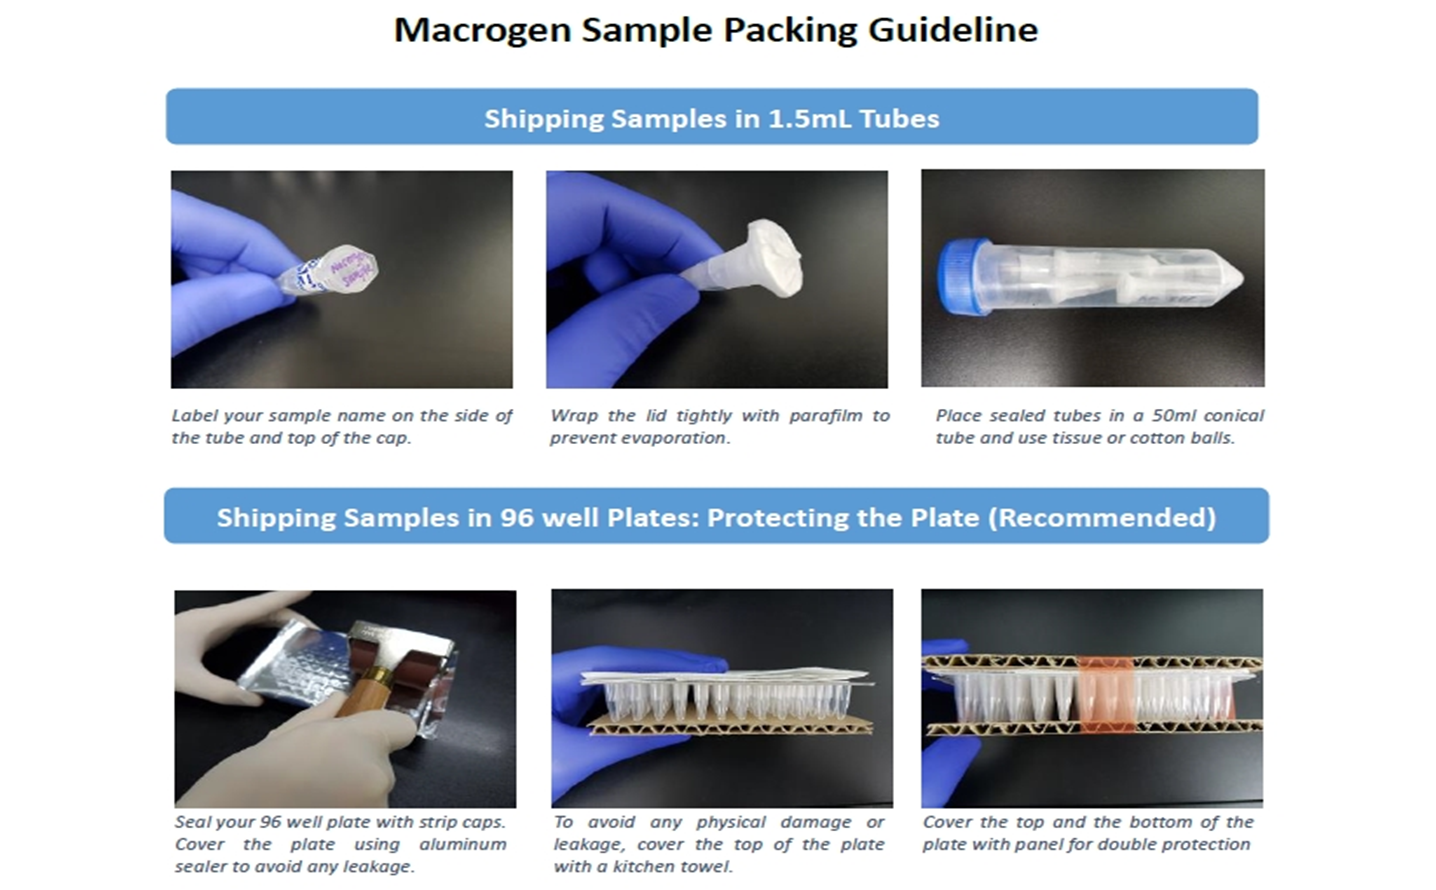 Macrogen Sample Packing Guideline
Shipping Samples in 1.5mL Tubes
Label your sample name on the side of
the tube and top of the cap.
Wrap the lid tightly with parafilm to
prevent evaporation.
Place sealed tubes in a 50ml conical
tube and use tissue or cotton balls.
Shipping Samples in 96 well Plates: Protecting the Plate (Recommended)
Seal your 96 well plate with strip caps.
Cover the plate using aluminum
sealer to avoid any leakage.
To avoid any physical damage or
leakage, cover the top of the plate
with a kitchen towel.
Cover the top and the bottom of the
plate with panel for double protection